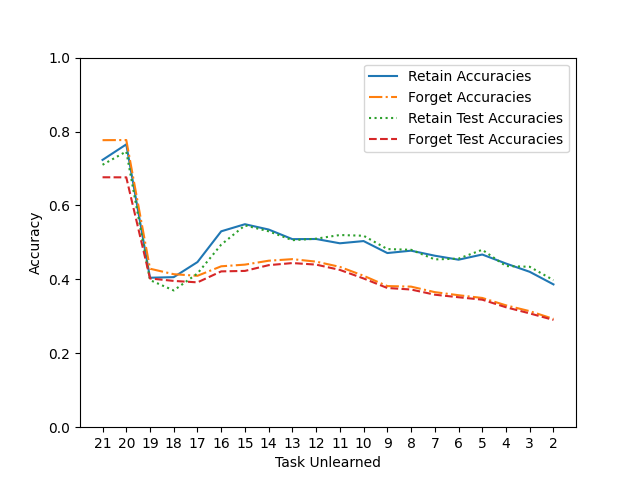 Retain Accuracies
Forget Accuracies
Retain Test Accuracies
Forget Test Accuracies
1.0
0.8
0.6
0.4
0.2
0.0
Accuracy
21 20 19 18 17 16 15 14 13 12 11 10 9 8 7 6 5 4 3 2
Task Unlearned